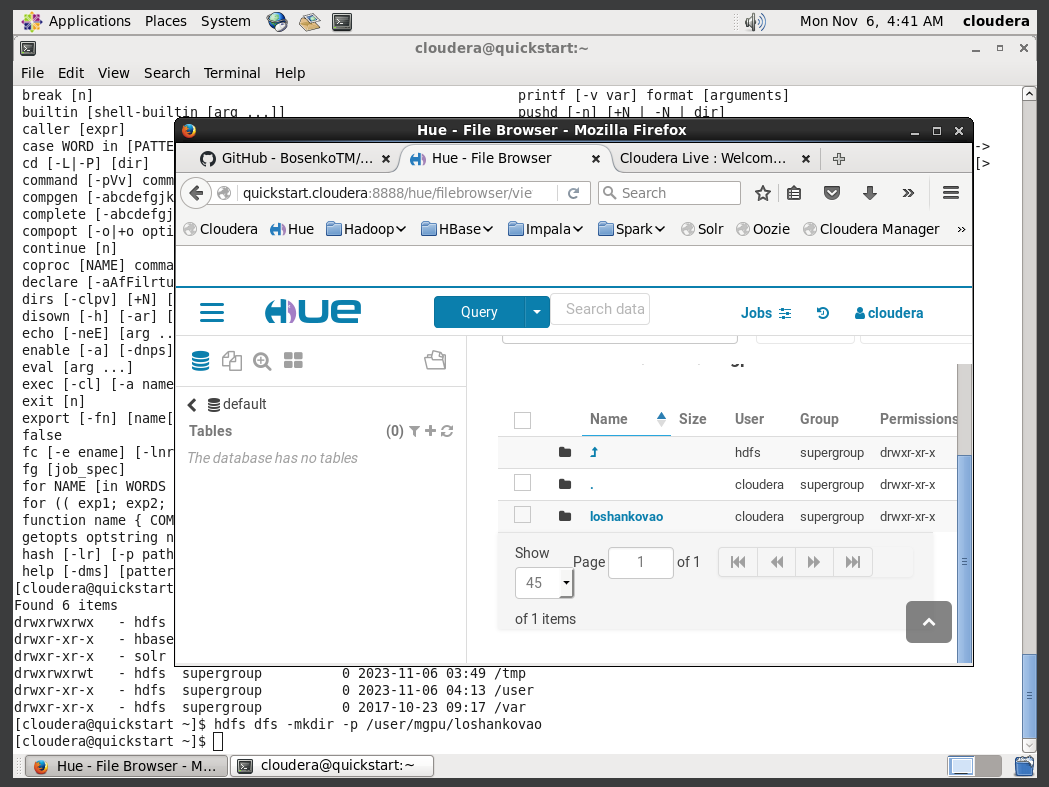 Applications Places System Mon Nov 6, 4:41 AM cloudera
cloudera@quickstart:~
File Edit View Search Terminal Help
break [n] printf [-v var] format [arguments]
builtin [shell-builtin [arg ...]] pushd [-n] [+N | -N | dir]
caller [expr]
case WORD in [PATTE ->
cd [-L|-P] [dir] [>
command [-pVv] comm
compgen [-abcdefgjk
complete [-abcdefgj
compopt [-o|+o opti
continue [n]
coproc [NAME] comma
declare [-aAfFilrtu
dirs [-clpv] [+N] [
disown [-h] [-ar] [
echo [-neE] [arg ..
enable [-a] [-dnps]
eval [arg ...]
exec [-cl] [-a name
exit [n]
export [-fn] [name[
false
fc [-e ename] [-lnr
fg [job_spec]
for NAME [in WORDS
for (( exp1; exp2;
function name { COM
getopts optstring n
hash [-lr] [-p path
help [-dms] [patter
[cloudera@quickstart
Found 6 items
drwxrwxrwx - hdfs
drwxr-xr-x - hbase
drwxr-xr-x - solr
drwxrwxrwt - hdfs supergroup 0 2023-11-06 03:49 /tmp
drwxr-xr-x - hdfs supergroup 0 2023-11-06 04:13 /user
drwxr-xr-x - hdfs supergroup 0 2017-10-23 09:17 /var
[cloudera@quickstart ~]$ hdfs dfs -mkdir -p /user/mgpu/loshankovao
[cloudera@quickstart ~]$
Hue - File Browser - Mozilla Firefox
GitHub - BosenkoTM/... Hue - File Browser Cloudera Live : Welcom...
quickstart.cloudera:8888/hue/filebrowser/vie Search
Cloudera Hue Hadoop HBase Impala Spark Solr Oozie Cloudera Manager »
HUE Query Search data Jobs cloudera
default
Tables (0)
The database has no tables
Name Size User Group Permissions
hdfs supergroup drwxr-xr-x
. cloudera supergroup drwxr-xr-x
loshankovao cloudera supergroup drwxr-xr-x
Show
45
Page 1 of 1
of 1 items
Hue - File Browser - M... cloudera@quickstart:~